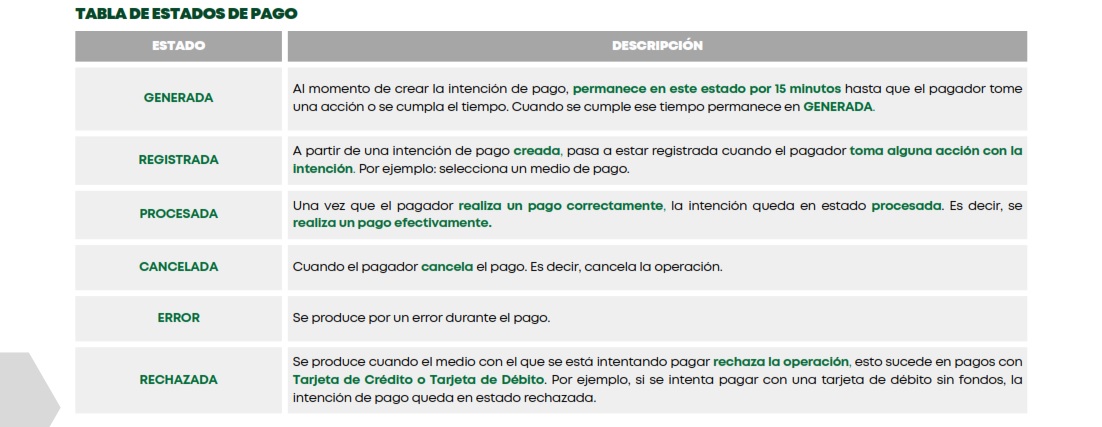 TABLA DE ESTADOS DE PAGO
ESTADO DESCRIPCIÓN
GENERADA
Al momento de crear la intención de pago, permanece en este estado por 15 minutos hasta que el pagador tome
una acción o se cumpla el tiempo. Cuando se cumple ese tiempo permanece en GENERADA.
REGISTRADA
A partir de una intención de pago creada, pasa a estar registrada cuando el pagador toma alguna acción con la
intención. Por ejemplo: selecciona un medio de pago.
PROCESADA
Una vez que el pagador realiza un pago correctamente, la intención queda en estado procesada. Es decir, se
realiza un pago efectivamente.
CANCELADA
Cuando el pagador cancela el pago. Es decir, cancela la operación.
ERROR
Se produce por un error durante el pago.
RECHAZADA
Se produce cuando el medio con el que se está intentando pagar rechaza la operación, esto sucede en pagos con
Tarjeta de Crédito o Tarjeta de Débito. Por ejemplo, si se intenta pagar con una tarjeta de débito sin fondos, la
intención de pago queda en estado rechazada.